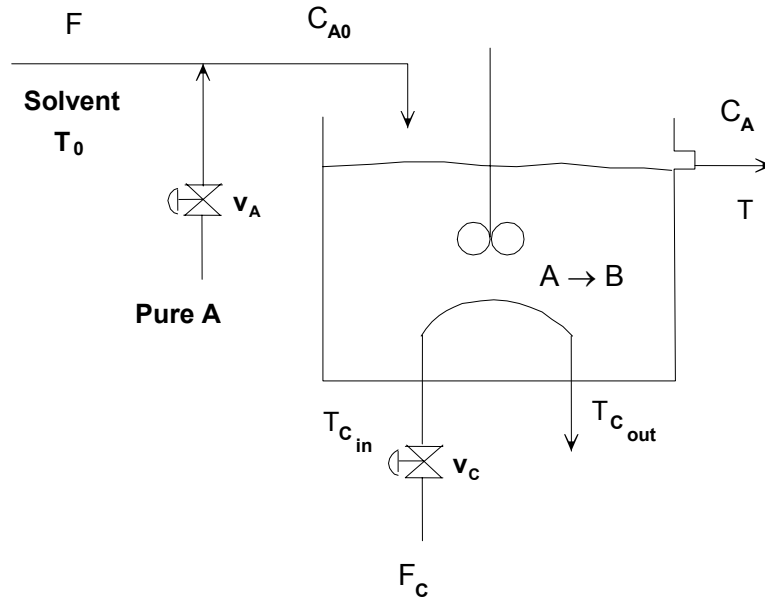 F
C_A0
Solvent
T_0
v_A
Pure A
C_A
T
A → B
T_C_in
T_C_out
v_C
F_C